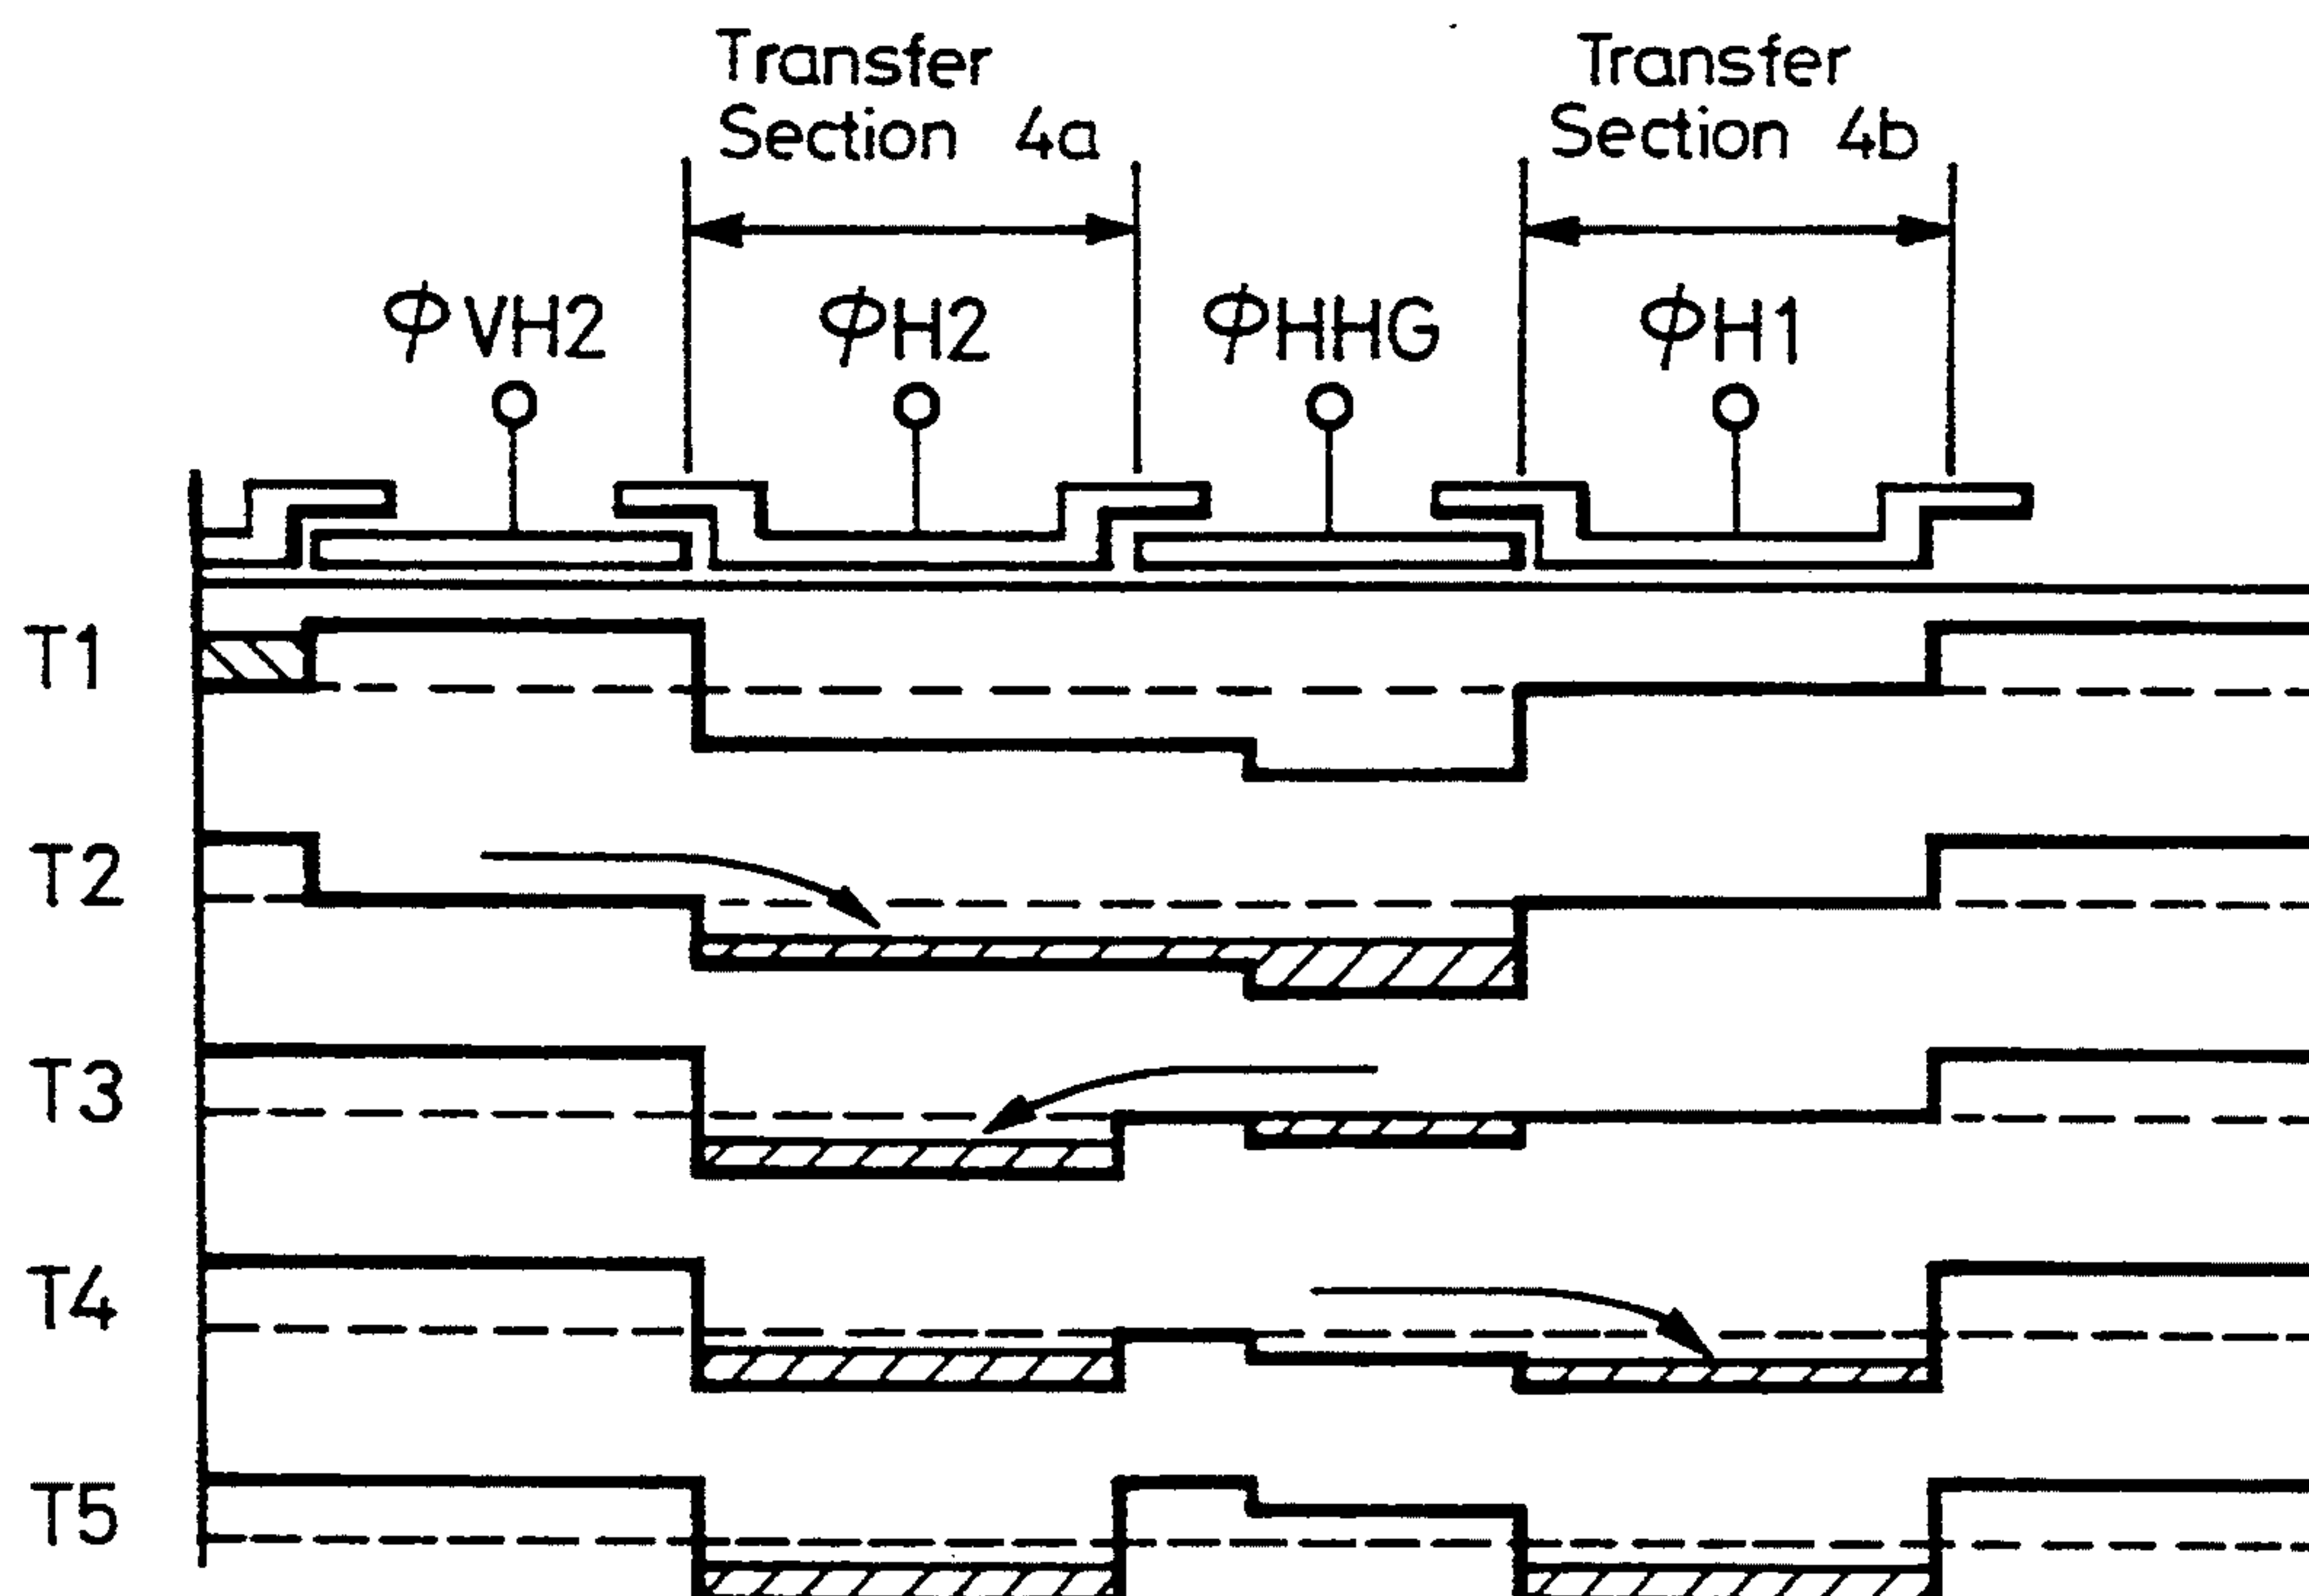 Transfer
Section 4a
Transfer
Section 4b
ϕVH2
ϕH2
ϕHHG
ϕH1
T1
T2
T3
T4
T5